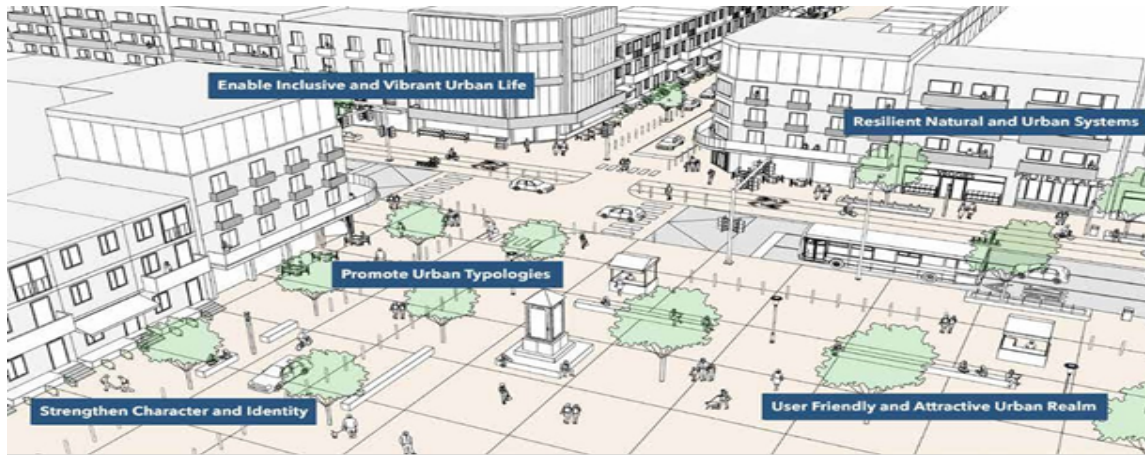 Enable Inclusive and Vibrant Urban Life
Resilient Natural and Urban Systems
Promote Urban Typologies
Strengthen Character and Identity
User Friendly and Attractive Urban Realm